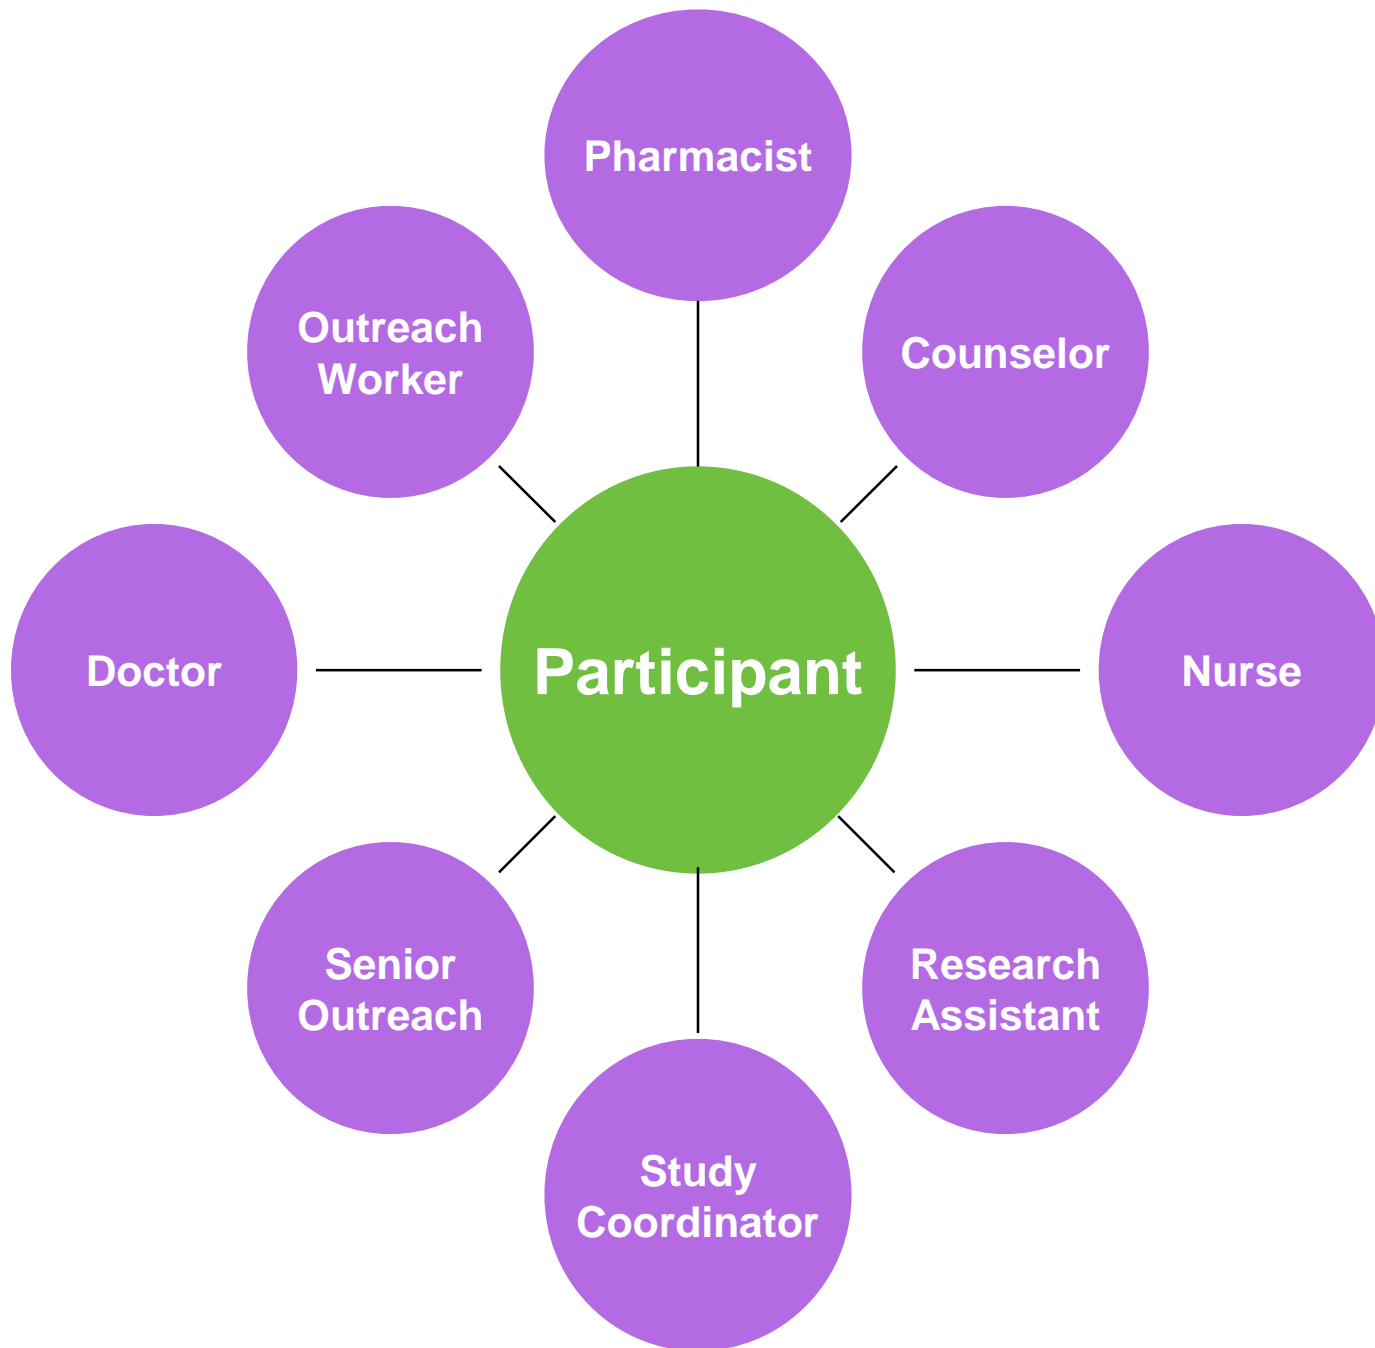 Pharmacist
Outreach
Worker
Counselor
Doctor
Participant
Nurse
Senior
Outreach
Research
Assistant
Study
Coordinator